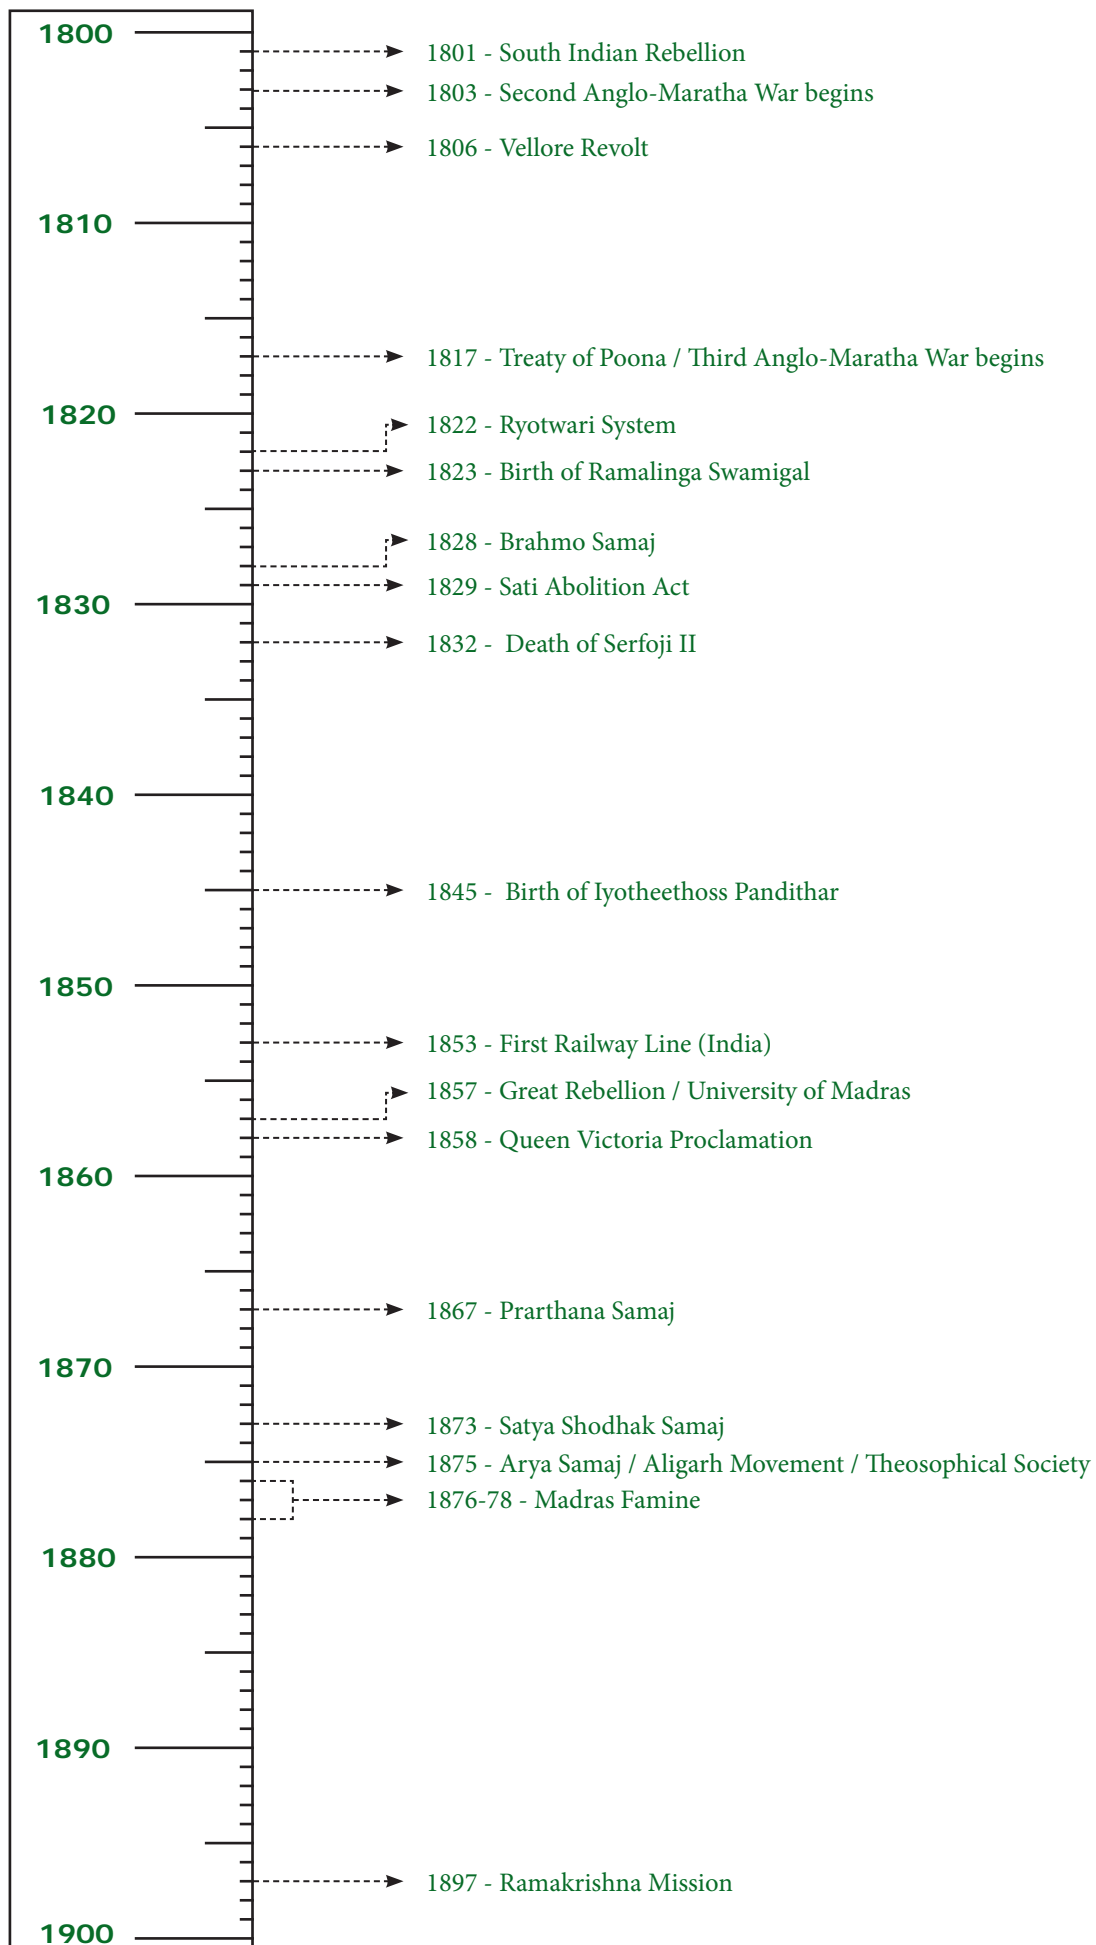 1800
1801 - South Indian Rebellion
1803 - Second Anglo-Maratha War begins
1806 - Vellore Revolt
1810
1817 - Treaty of Poona / Third Anglo-Maratha War begins
1820
1822 - Ryotwari System
1823 - Birth of Ramalinga Swamigal
1828 - Brahmo Samaj
1829 - Sati Abolition Act
1830
1832 - Death of Serfoji II
1840
1845 - Birth of Iyotheethoss Pandithar
1850
1853 - First Railway Line (India)
1857 - Great Rebellion / University of Madras
1858 - Queen Victoria Proclamation
1860
1867 - Prarthana Samaj
1870
1873 - Satya Shodhak Samaj
1875 - Arya Samaj / Aligarh Movement / Theosophical Society
1876-78 - Madras Famine
1880
1890
1897 - Ramakrishna Mission
1900